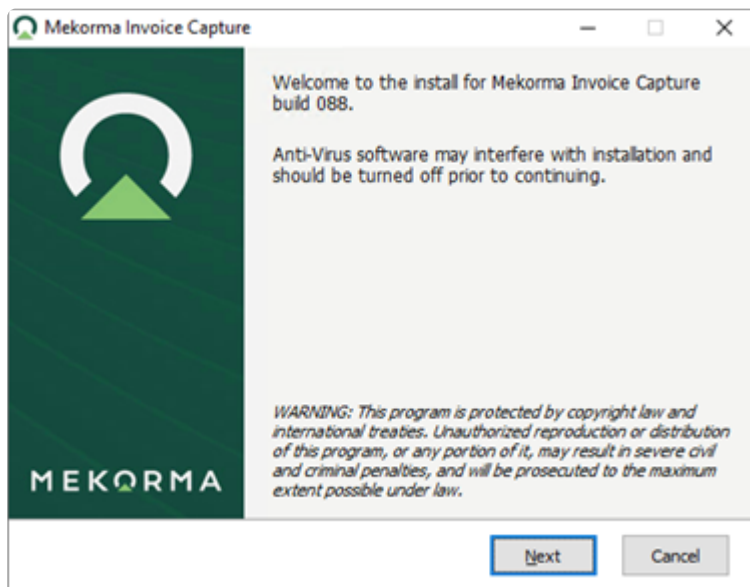 Mekorma Invoice Capture
Welcome to the install for Mekorma Invoice Capture
build 088.
Anti-Virus software may interfere with installation and
should be turned off prior to continuing.
WARNING: This program is protected by copyright law and
international treaties. Unauthorized reproduction or distribution
of this program, or any portion of it, may result in severe civil
and criminal penalties, and will be prosecuted to the maximum
extent possible under law.
MEKORMA
Next
Cancel